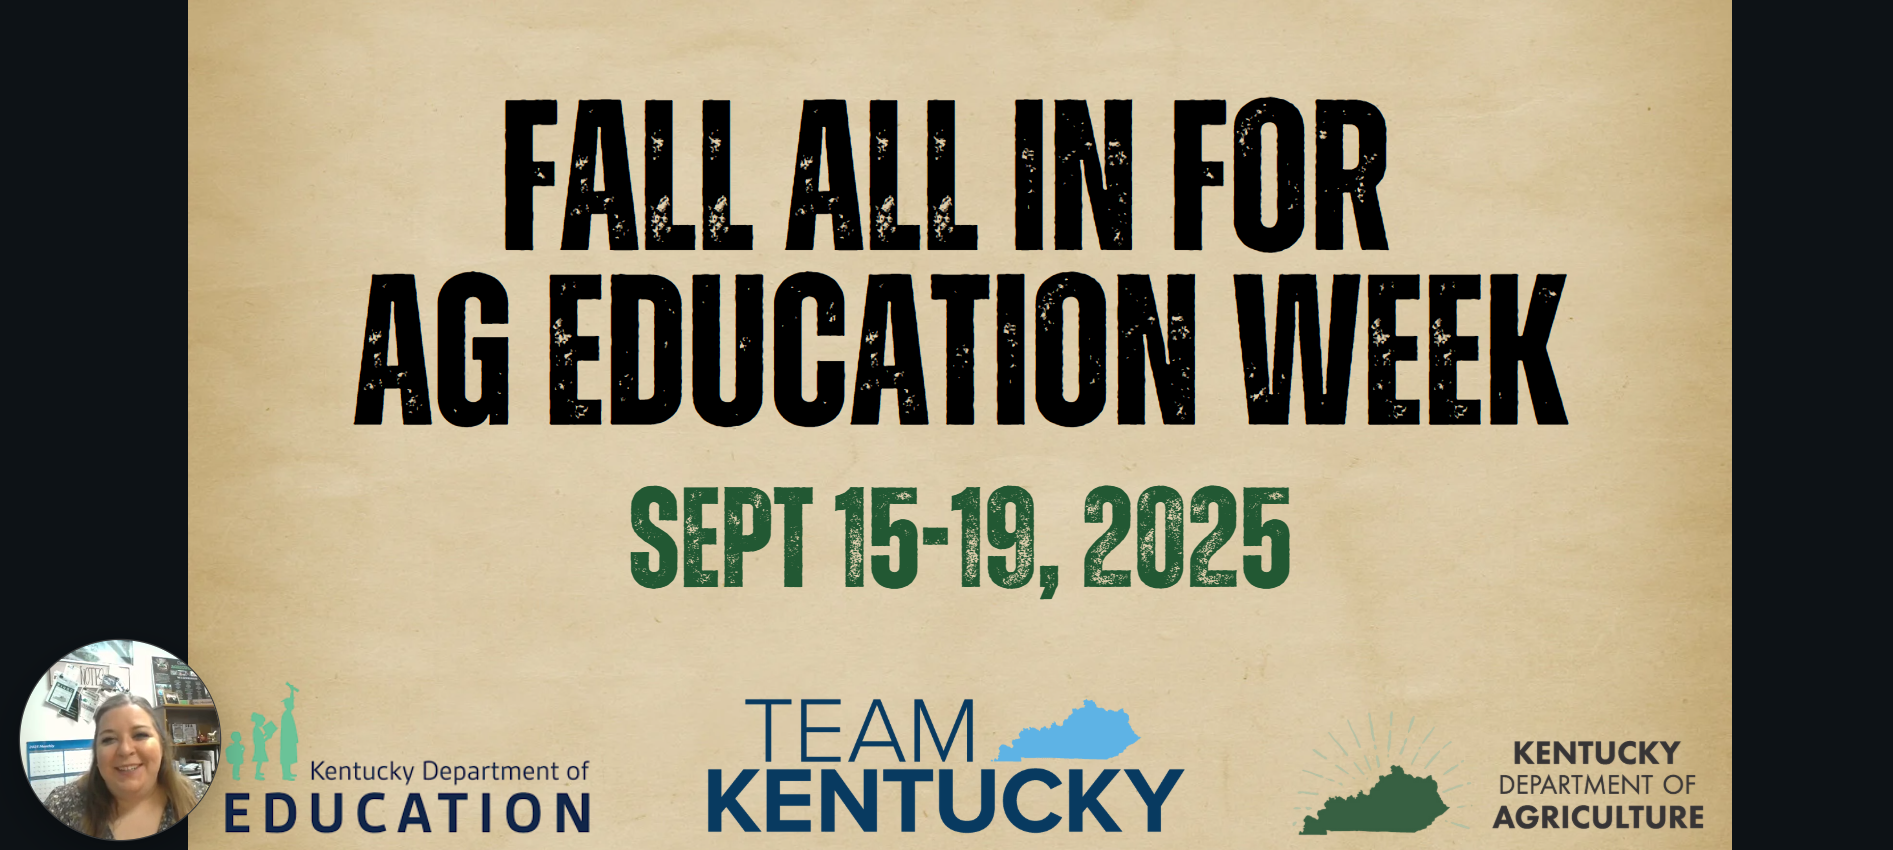 FALL ALL IN FOR
AG EDUCATION WEEK
SEPT 15-19, 2025
NOTES
Kentucky Department of
EDUCATION
TEAM
KENTUCKY
KENTUCKY
DEPARTMENT OF
AGRICULTURE